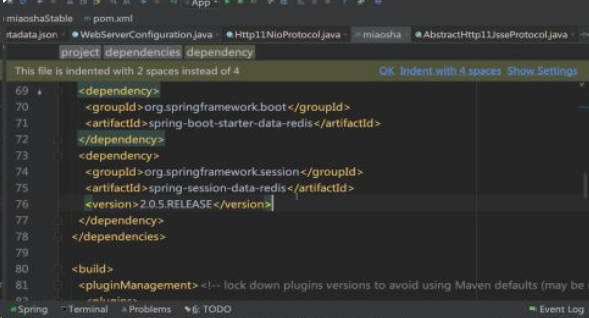 App
miaoshaStable
pom.xml
tadata.json
WebServerConfiguration.java
Http11NioProtocol.java
miaosha
AbstractHttp11JsseProtocol.java
project dependencies dependency
This file is indented with 2 spaces instead of 4
OK Indent with 4 spaces Show Settings
69 <dependency>
70 <groupId>org.springframework.boot</groupId>
71 <artifactId>spring-boot-starter-data-redis</artifactId>
72 </dependency>
73 <dependency>
74 <groupId>org.springframework.session</groupId>
75 <artifactId>spring-session-data-redis</artifactId>
76 <version>2.0.5.RELEASE</version>
77 </dependency>
78 </dependencies>
79
80 <build>
81 <pluginManagement><!-- lock down plugins versions to avoid using Maven defaults (may be
Spring Terminal Problems 6: TODO Event Log